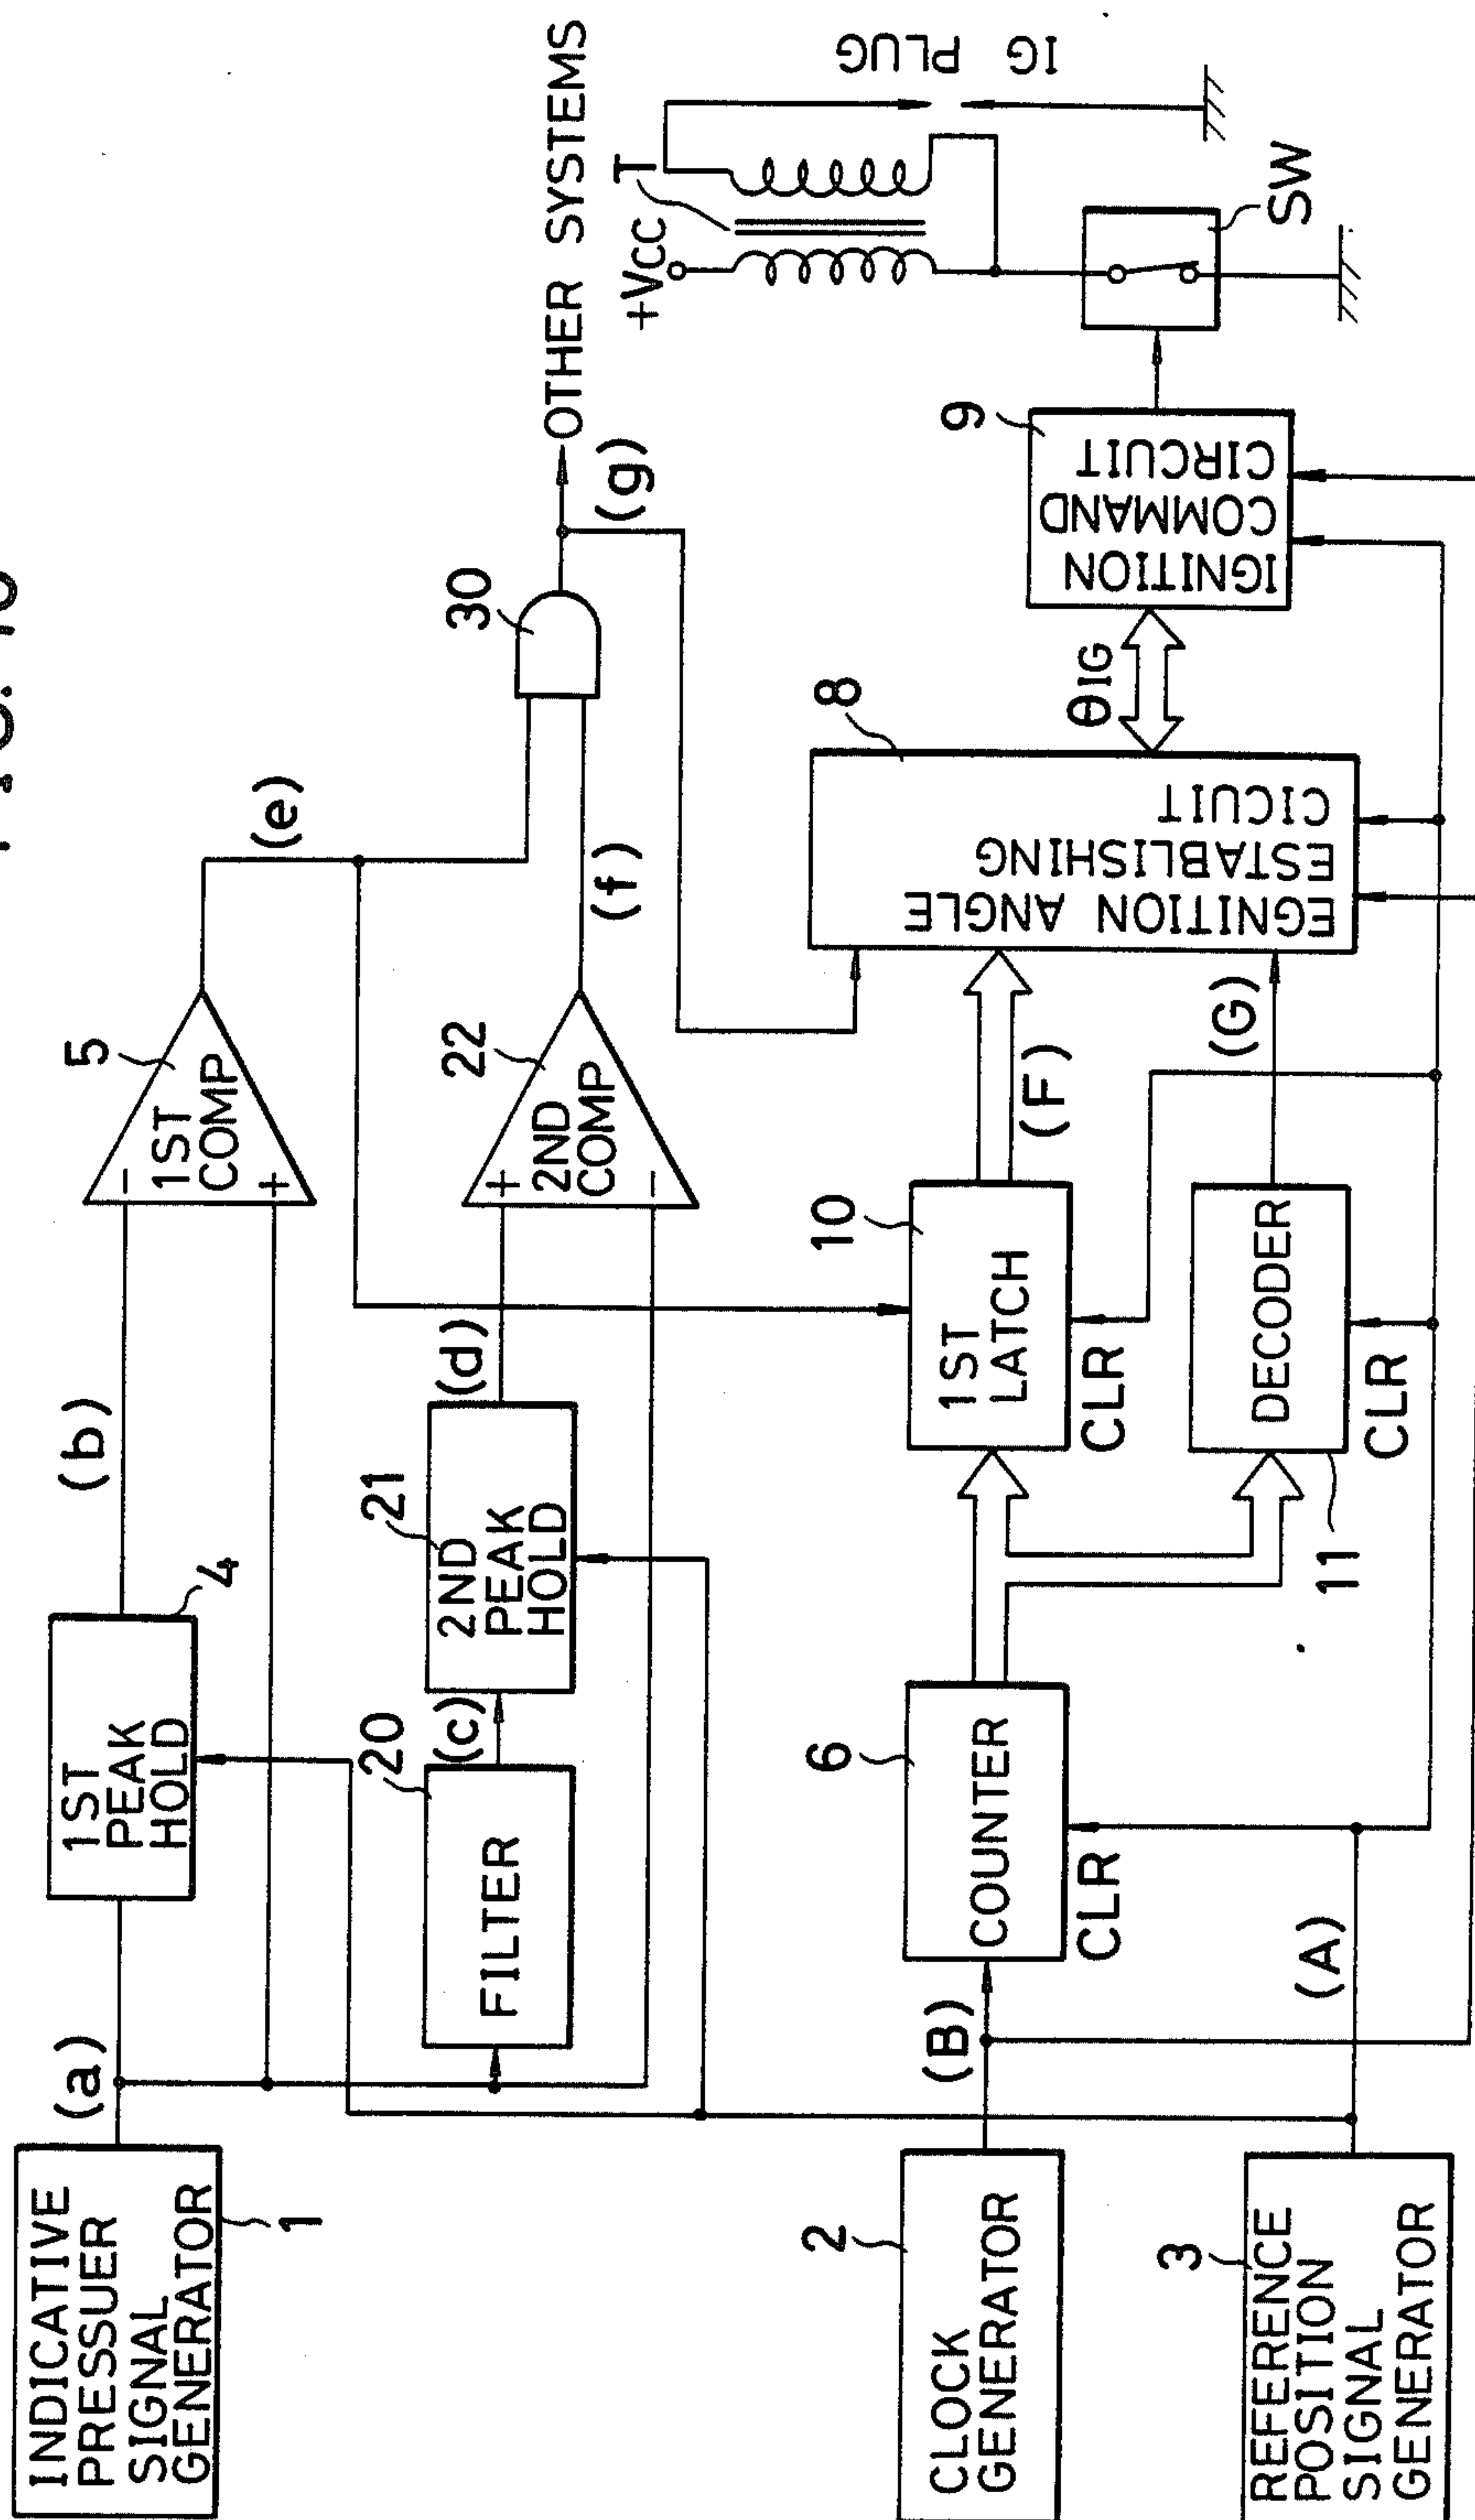 INDICATIVE
PRESSUER
SIGNAL
GENERATOR
1
(a)
1ST
PEAK
HOLD
4
(b)
1ST
COMP
−
+
5
(e)
FILTER
20
(c)
2ND
PEAK
HOLD
21
(d)
2ND
COMP
+
−
22
(f)
30
(g)
OTHER SYSTEMS
CLOCK
GENERATOR
2
(B)
COUNTER
6
CLR
1ST
LATCH
10
CLR
(F)
DECODER
11
CLR
(G)
EGNITION ANGLE
ESTABLISHING
CICUIT
8
θIG
IGNITION
COMMAND
CIRCUIT
9
+VCC
T
IG
PLUG
SW
REFERENCE
POSITION
SIGNAL
GENERATOR
3
(A)